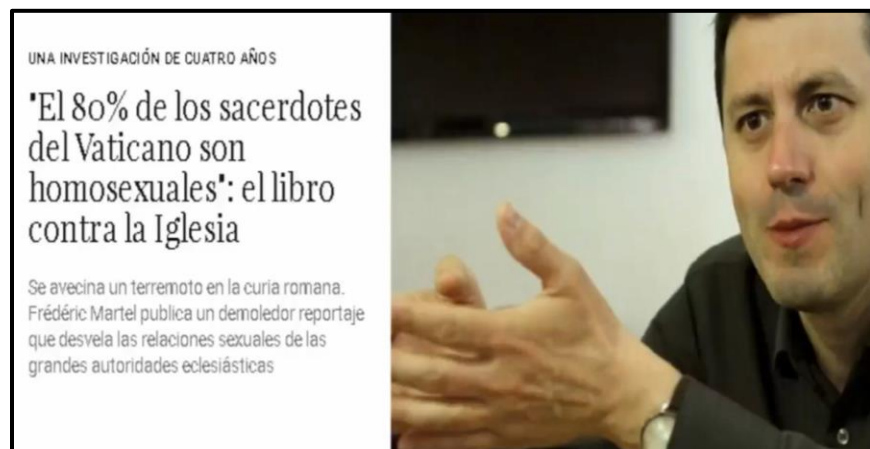 UNA INVESTIGACIÓN DE CUATRO AÑOS
"El 80% de los sacerdotes
del Vaticano son
homosexuales": el libro
contra la Iglesia
Se avecina un terremoto en la curia romana.
Frédéric Martel publica un demoledor reportaje
que desvela las relaciones sexuales de las
grandes autoridades eclesiásticas